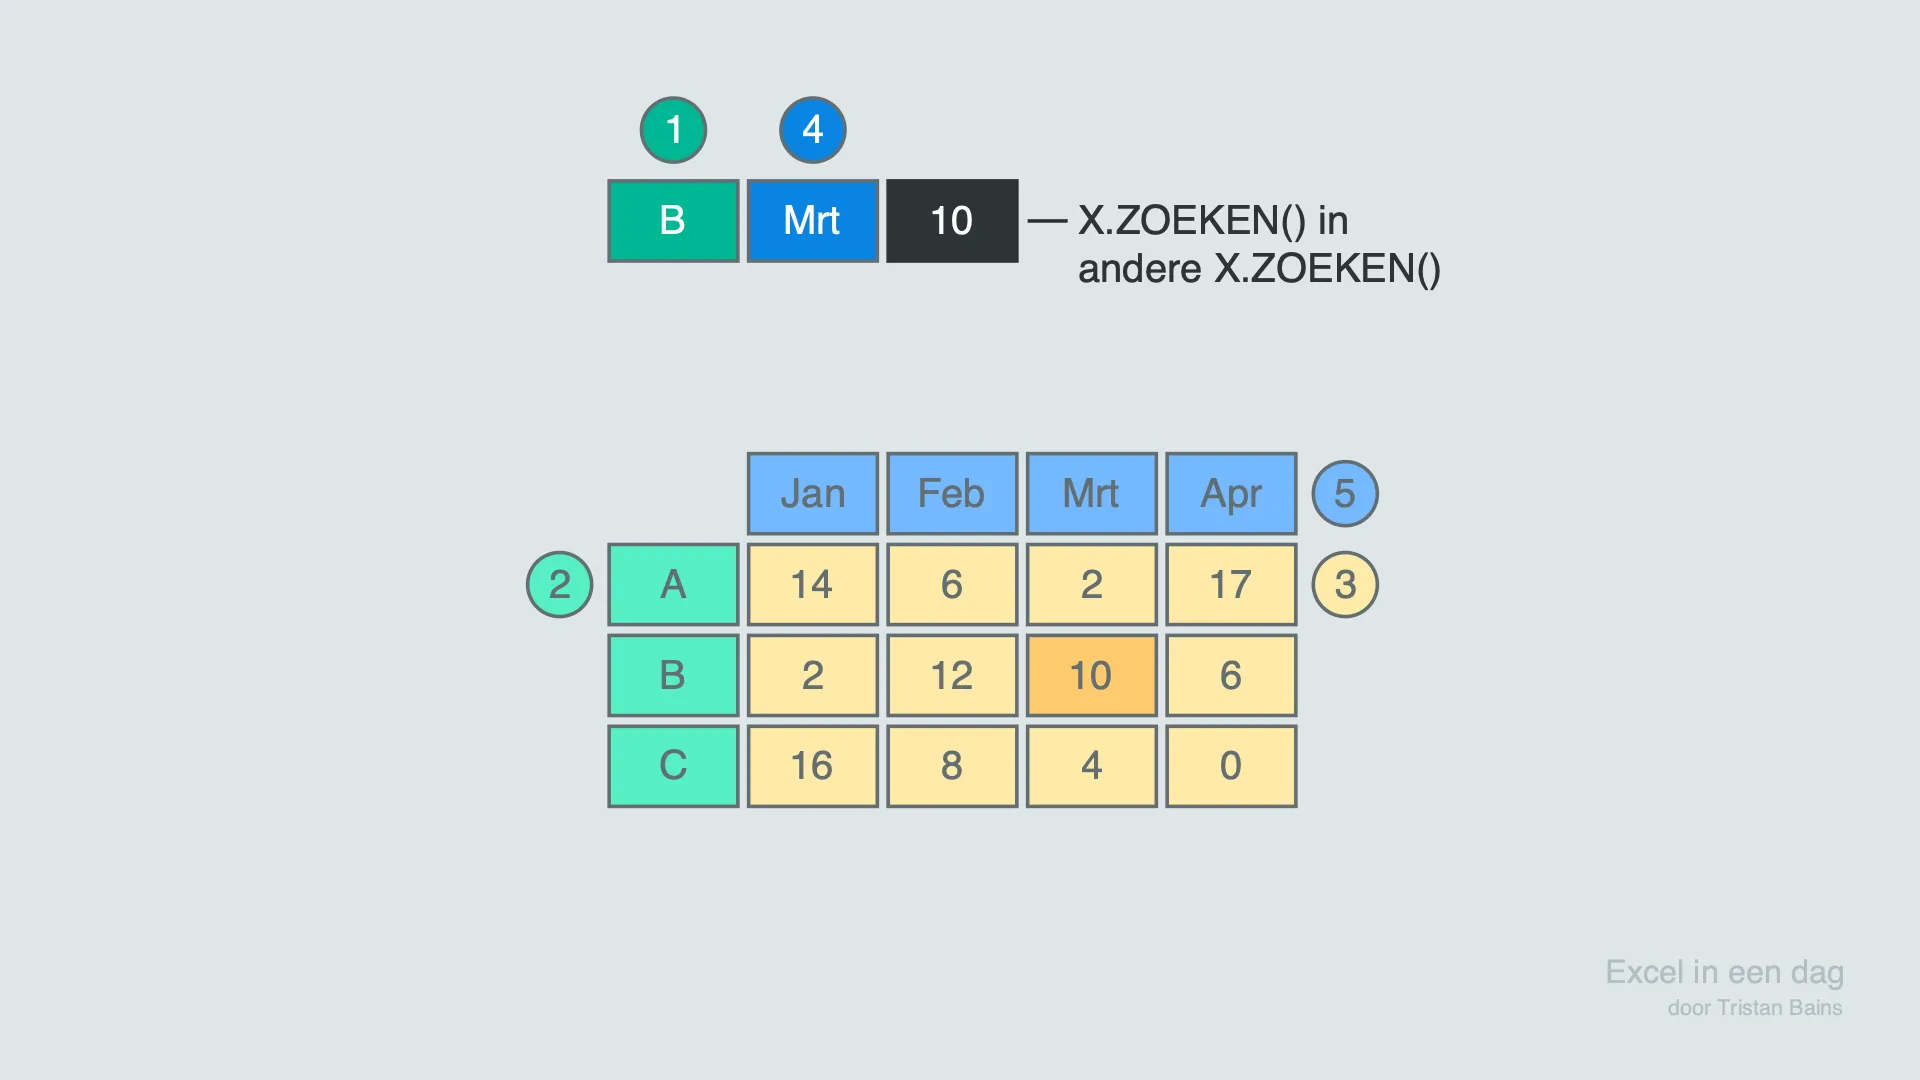 1 4
B Mrt 10 — X.ZOEKEN() in
andere X.ZOEKEN()
Jan Feb Mrt Apr 5
2 A 14 6 2 17 3
B 2 12 10 6
C 16 8 4 0
Excel in een dag
door Tristan Bains